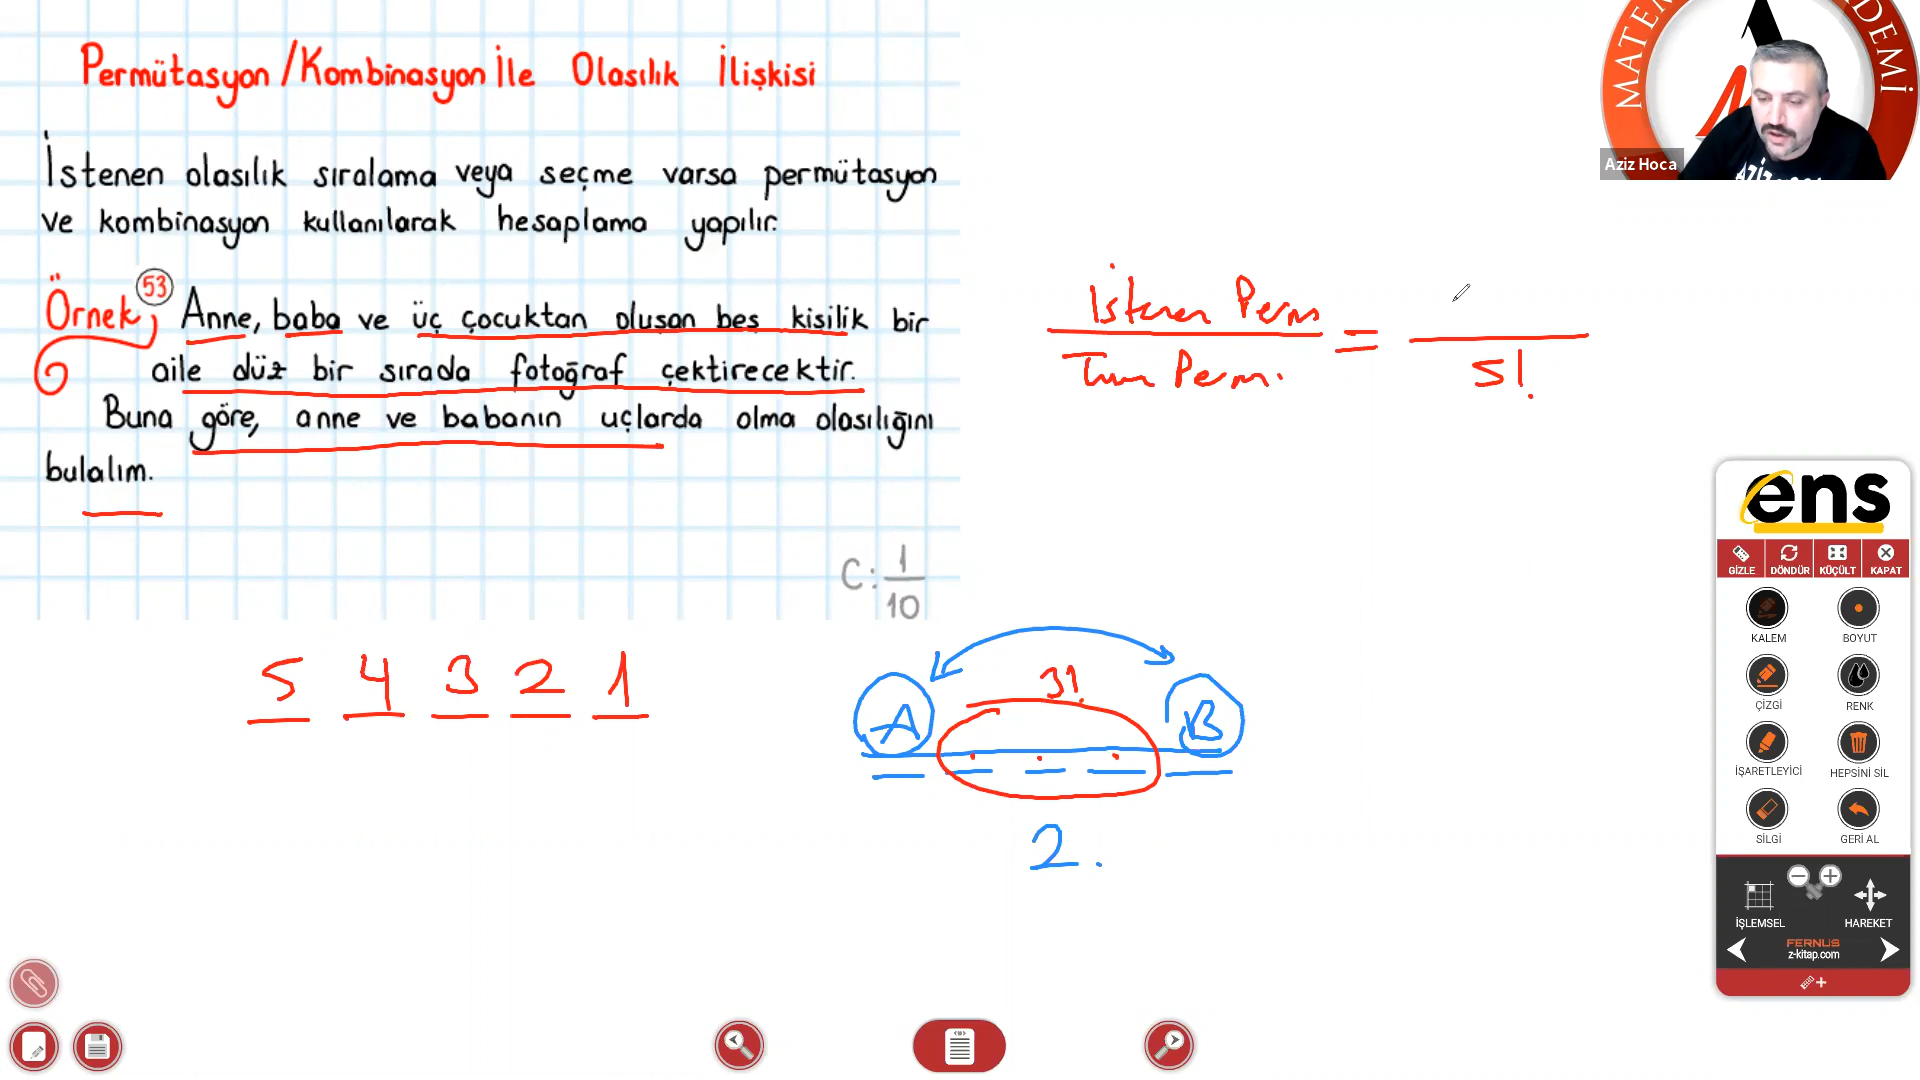 Permütasyon/Kombinasyon İle Olasılık İlişkisi
İstenen olasılık sıralama veya seçme varsa permütasyon
ve kombinasyon kullanılarak hesaplama yapılır.
Örnek 53 Anne, baba ve üç çocuktan oluşan beş kişilik bir
aile düz bir sırada fotoğraf çektirecektir.
Buna göre, anne ve babanın uçlarda olma olasılığını
bulalım.
C: 1/10
5 4 3 2 1
İstenen Perm
Tüm Perm.
=
5!
3!
A B
2 .
MATEM
DEMİ
Aziz Hoca
ens
GİZLE DÖNDÜR KÜÇÜLT KAPAT
KALEM BOYUT
ÇİZGİ RENK
İŞARETLEYİCİ HEPSİNİ SİL
SİLGİ GERİ AL
İŞLEMSEL HAREKET
FERNUS
z-kitap.com